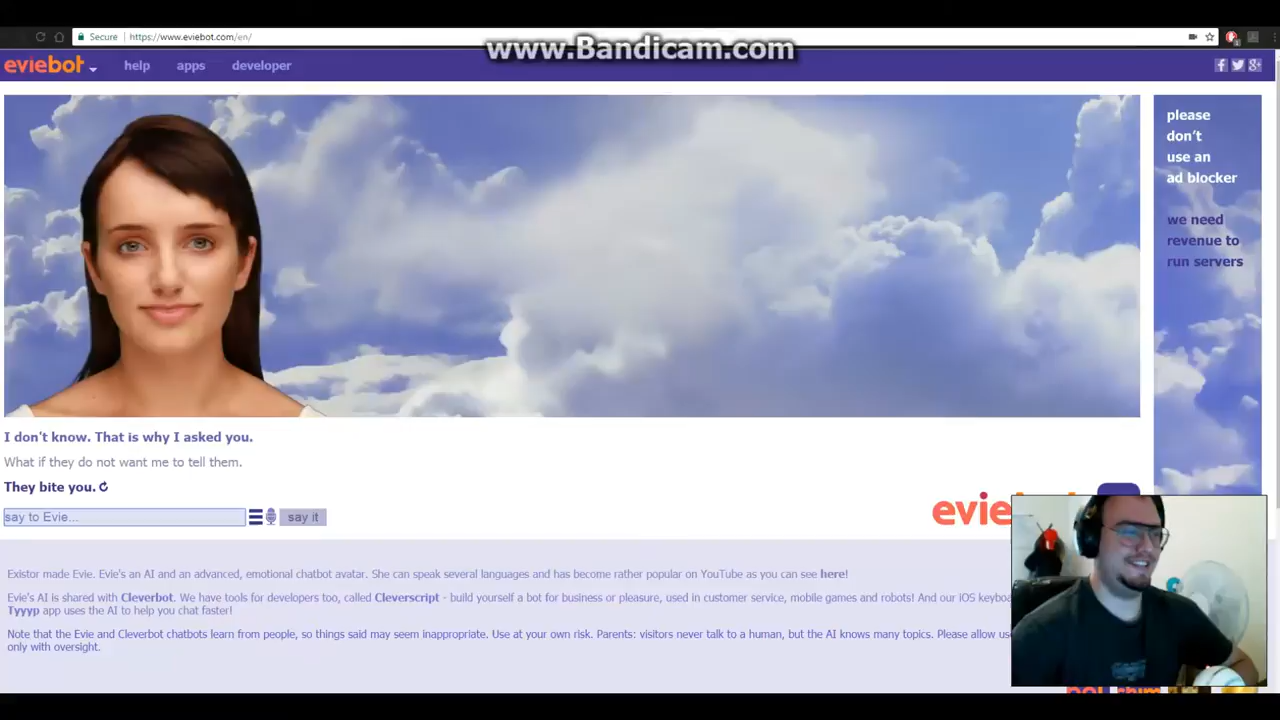 www.Bandicam.com
Secure https://www.eviebot.com/en/
eviebot help apps developer
please
don't
use an
ad blocker
we need
revenue to
run servers
I don't know. That is why I asked you.
What if they do not want me to tell them.
They bite you.
say to Evie... say it
Existor made Evie. Evie's an AI and an advanced, emotional chatbot avatar. She can speak several languages and has become rather popular on YouTube as you can see here!
Evie's AI is shared with Cleverbot. We have tools for developers too, called Cleverscript - build yourself a bot for business or pleasure, used in customer service, mobile games and robots! And our iOS
Tyyyp app uses the AI to help you chat faster!
Note that the Evie and Cleverbot chatbots learn from people, so things said may seem inappropriate. Use at your own risk. Parents: visitors never talk to a human, but the AI knows many topics. Please allow
only with oversight.